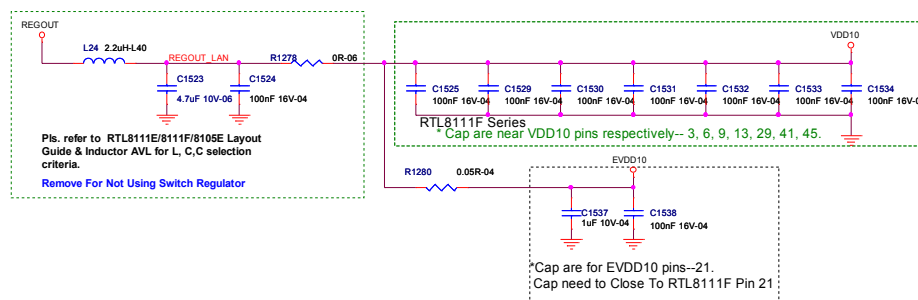 REGOUT
VDD10
L24 2.2uH-L40
REGOUT_LAN
R1278 0R-06
C1523
4.7uF 10V-06
C1524
100nF 16V-04
C1525
100nF 16V-04
C1529
100nF 16V-04
C1530
100nF 16V-04
C1531
100nF 16V-04
C1532
100nF 16V-04
C1533
100nF 16V-04
C1534
100nF 16V-04
RTL8111F Series
* Cap are near VDD10 pins respectively-- 3, 6, 9, 13, 29, 41, 45.
Pls. refer to RTL8111E/8111F/8105E Layout
Guide & Inductor AVL for L, C,C selection
criteria.
Remove For Not Using Switch Regulator
EVDD10
R1280 0.05R-04
C1537
1uF 10V-04
C1538
100nF 16V-04
*Cap are for EVDD10 pins--21.
Cap need to Close To RTL8111F Pin 21